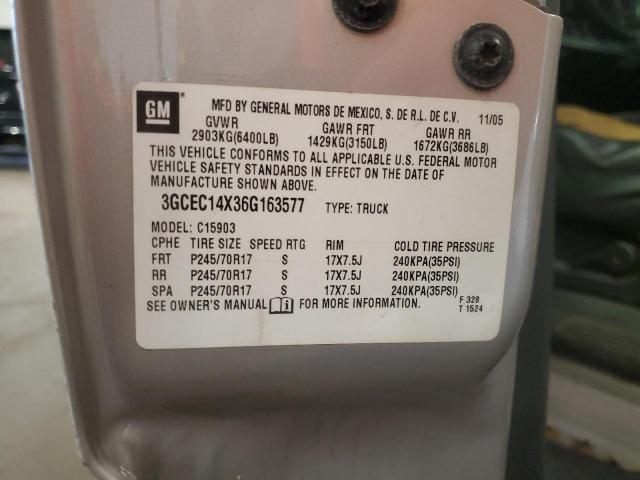 GM
MFD BY GENERAL MOTORS DE MEXICO, S. DE R.L. DE C.V. 11/05
GVWR GAWR FRT GAWR RR
2903KG(6400LB) 1429KG(3150LB) 1672KG(3686LB)
THIS VEHICLE CONFORMS TO ALL APPLICABLE U.S. FEDERAL MOTOR
VEHICLE SAFETY STANDARDS IN EFFECT ON THE DATE OF
MANUFACTURE SHOWN ABOVE.
3GCEC14X36G163577 TYPE: TRUCK
MODEL: C15903
CPHE TIRE SIZE SPEED RTG RIM COLD TIRE PRESSURE
FRT P245/70R17 S 17X7.5J 240KPA(35PSI)
RR P245/70R17 S 17X7.5J 240KPA(35PSI)
SPA P245/70R17 S 17X7.5J 240KPA(35PSI)
SEE OWNER'S MANUAL FOR MORE INFORMATION.
F 328
T 1524